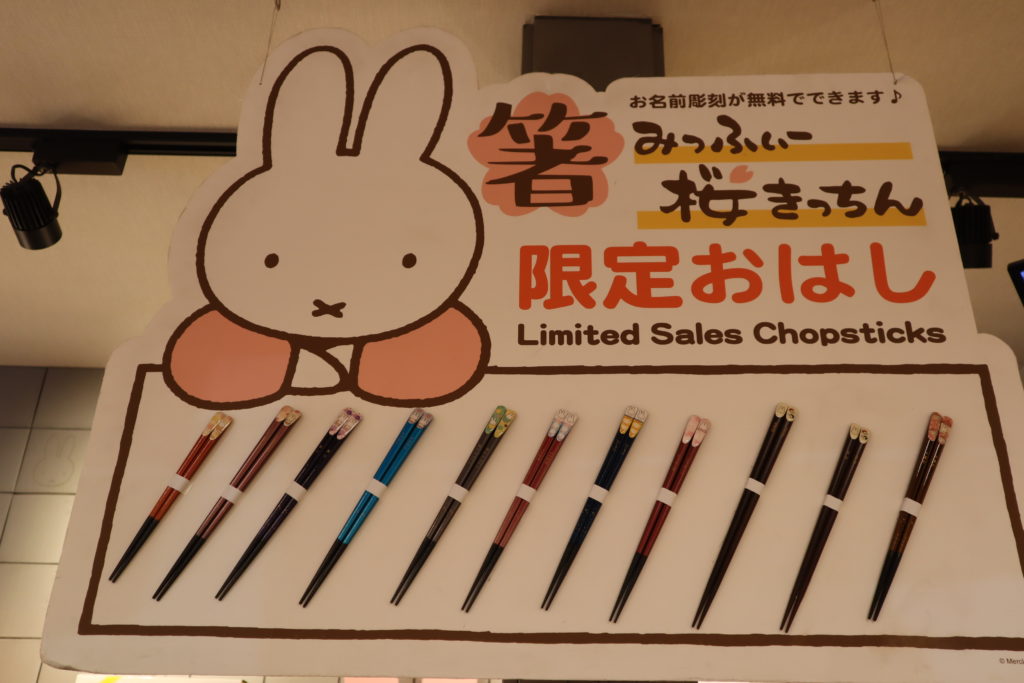 お名前彫刻が無料でできます♪
箸
みっふぃー
桜きっちん
限定おはし
Limited Sales Chopsticks